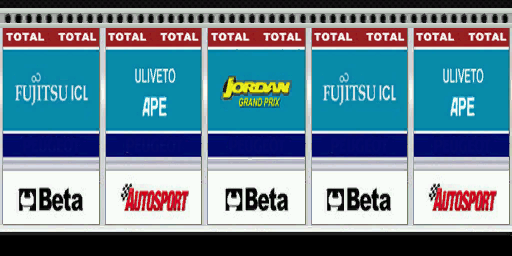 TOTAL TOTAL TOTAL TOTAL TOTAL TOTAL TOTAL TOTAL TOTAL TOTAL
FUJITSU ICL
ULIVETO
APE
JORDAN
GRAND PRIX
FUJITSU ICL
ULIVETO
APE
Beta AUTOSPORT Beta Beta AUTOSPORT